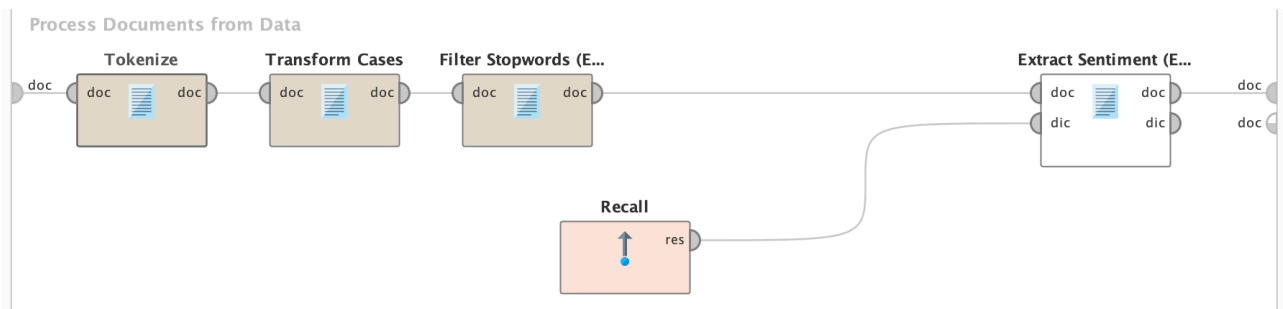 Process Documents from Data
Tokenize
Transform Cases
Filter Stopwords (E...
Extract Sentiment (E...
doc
doc
doc
doc
doc
doc
doc
doc
doc
doc
dic
dic
doc
Recall
res